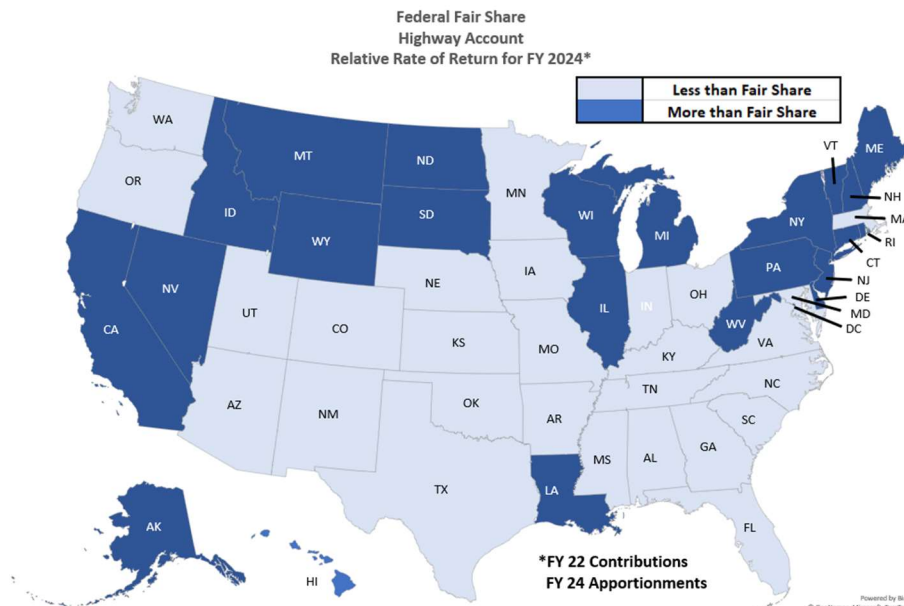 Federal Fair Share
Highway Account
Relative Rate of Return for FY 2024*
Less than Fair Share
More than Fair Share
WA
MT
ND
MN
VT
ME
OR
ID
SD
WI
MI
NY
NH
MA
WY
RI
IA
PA
CT
NE
NJ
NV
IL
IN
OH
DE
UT
CO
WV
MD
CA
KS
MO
VA
DC
KY
NC
TN
AZ
NM
OK
AR
SC
MS
AL
GA
TX
LA
FL
AK
HI
*FY 22 Contributions
FY 24 Apportionments
Powered by